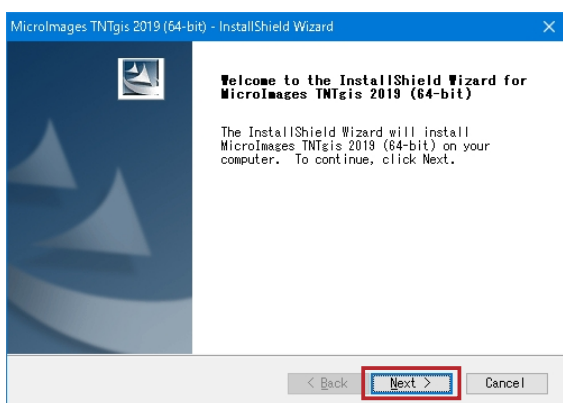 MicroImages TNTgis 2019 (64-bit) - InstallShield Wizard
Welcome to the InstallShield Wizard for
MicroImages TNTgis 2019 (64-bit)
The InstallShield Wizard will install
MicroImages TNTgis 2019 (64-bit) on your
computer.  To continue, click Next.
< Back
Next >
Cancel